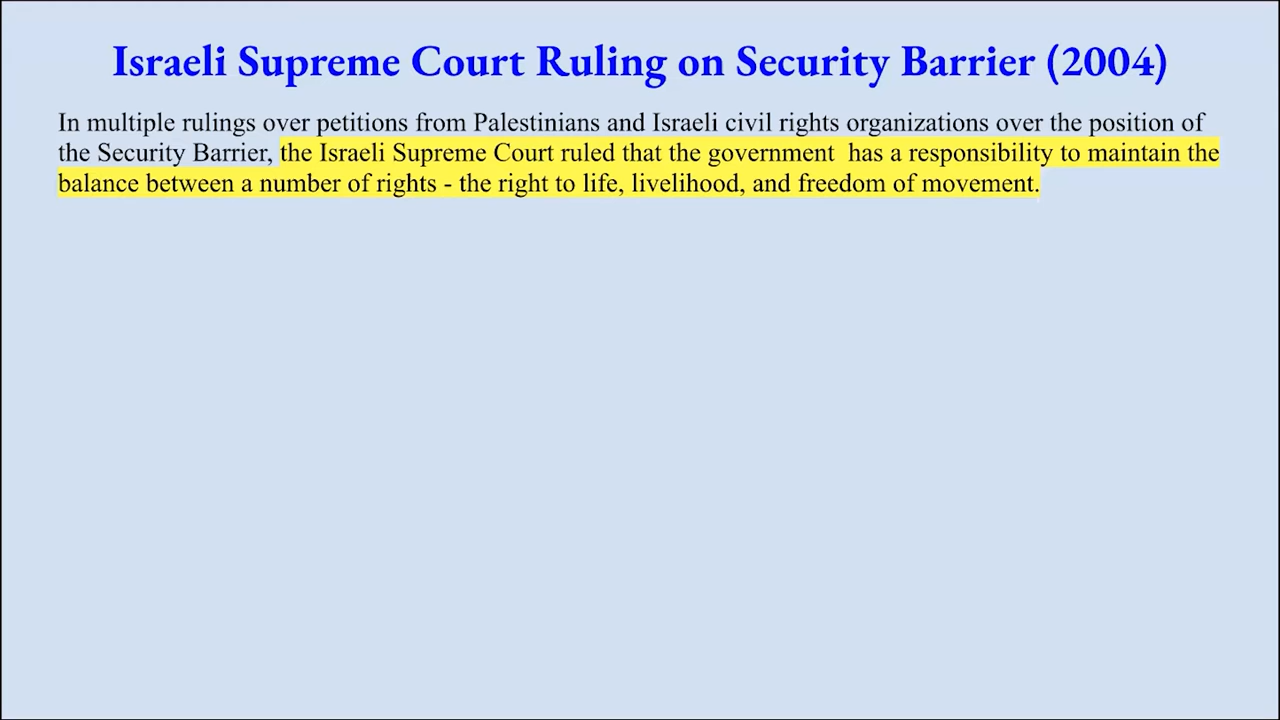 Israeli Supreme Court Ruling on Security Barrier (2004)
In multiple rulings over petitions from Palestinians and Israeli civil rights organizations over the position of
the Security Barrier, the Israeli Supreme Court ruled that the government  has a responsibility to maintain the
balance between a number of rights - the right to life, livelihood, and freedom of movement.